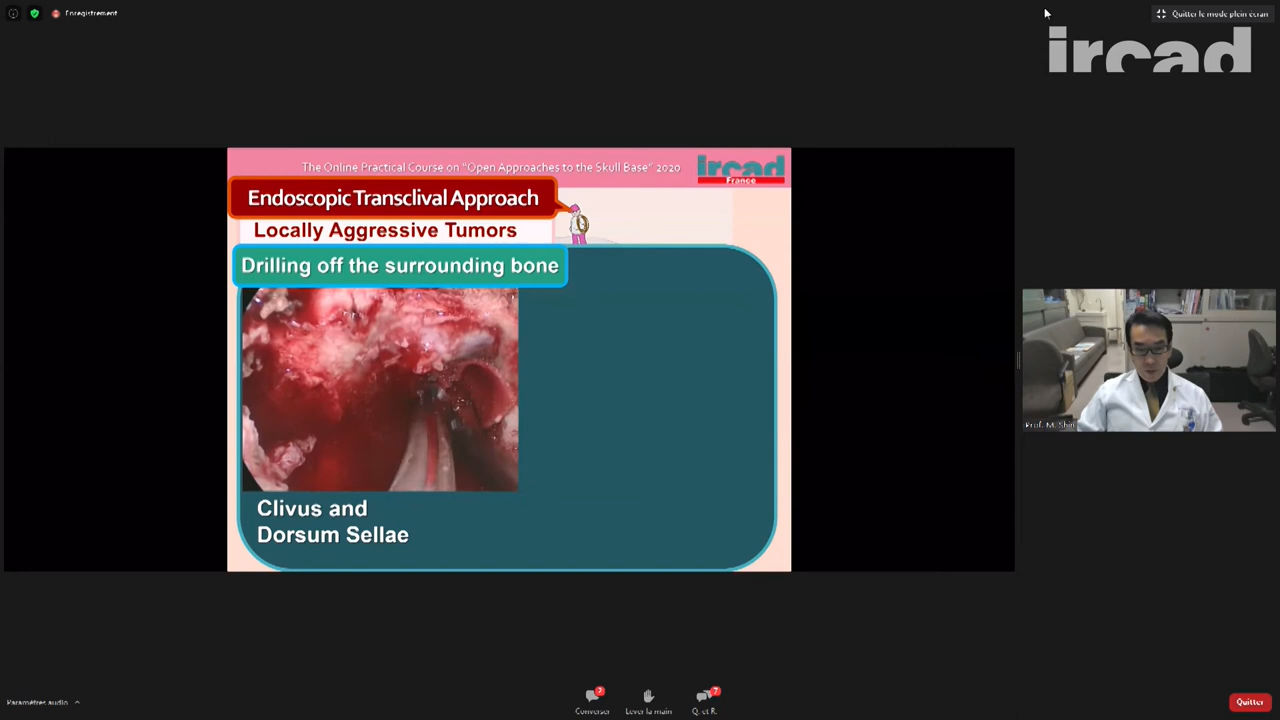 Enregistrement
Quitter le mode plein écran
ircad
The Online Practical Course on "Open Approaches to the Skull Base" 2020
ircad
France
Endoscopic Transclival Approach
Locally Aggressive Tumors
Drilling off the surrounding bone
Clivus and
Dorsum Sellae
Prof. M. Shin
Paramètres audio
2
7
Converser
Lever la main
Q. et R.
Quitter